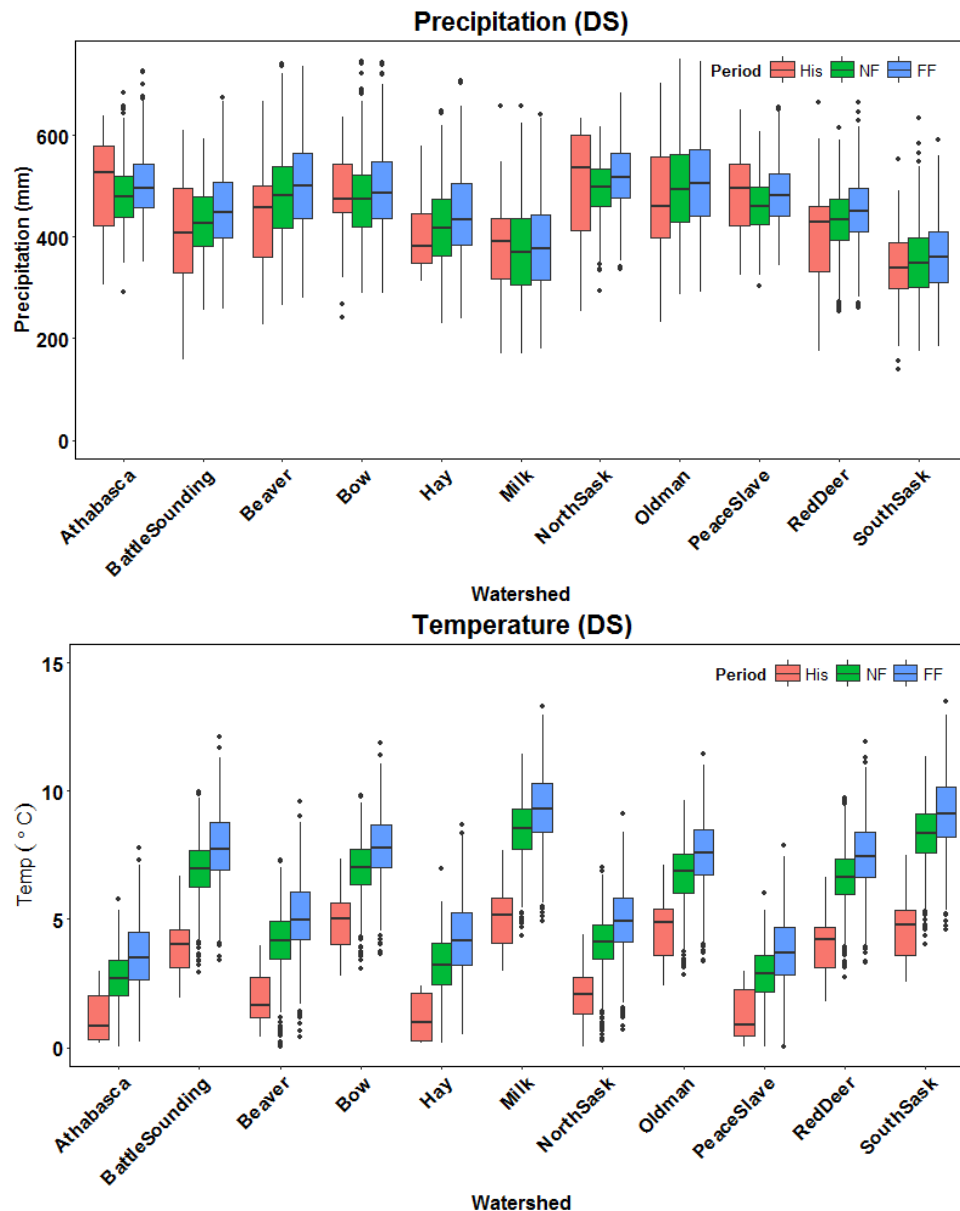 Precipitation (DS)
Period His NF FF
Precipitation (mm)
600
400
200
0
Athabasca
BattleSounding
Beaver
Bow
Hay
Milk
NorthSask
Oldman
PeaceSlave
RedDeer
SouthSask
Watershed
Temperature (DS)
Period His NF FF
Temp ( ° C)
15
10
5
0
Athabasca
BattleSounding
Beaver
Bow
Hay
Milk
NorthSask
Oldman
PeaceSlave
RedDeer
SouthSask
Watershed